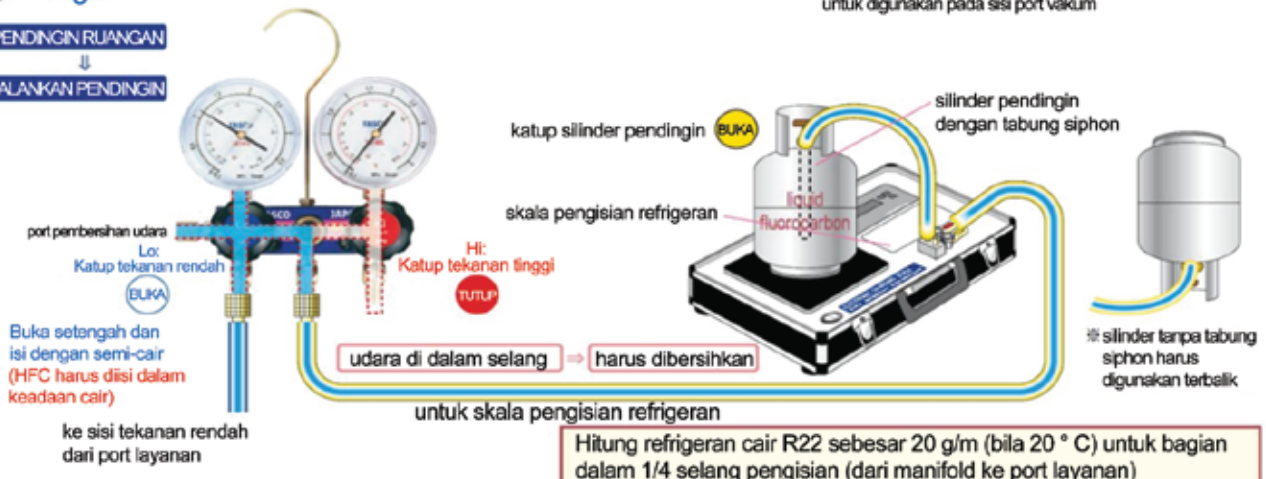 untuk digunakan pada sisi port vakum
PENDINGIN RUANGAN
⇓
JALANKAN PENDINGIN
katup silinder pendingin
BUKA
silinder pendingin
dengan tabung siphon
skala pengisian refrigeran
liquid
fluorocarbon
port pembersihan udara
Lo:
Katup tekanan rendah
BUKA
Hi:
Katup tekanan tinggi
TUTUP
Buka setengah dan
isi dengan semi-cair
(HFC harus diisi dalam
keadaan cair)
udara di dalam selang ⇒ harus dibersihkan
※ silinder tanpa tabung
siphon harus
digunakan terbalik
untuk skala pengisian refrigeran
ke sisi tekanan rendah
dari port layanan
Hitung refrigeran cair R22 sebesar 20 g/m (bila 20 ° C) untuk bagian
dalam 1/4 selang pengisian (dari manifold ke port layanan)